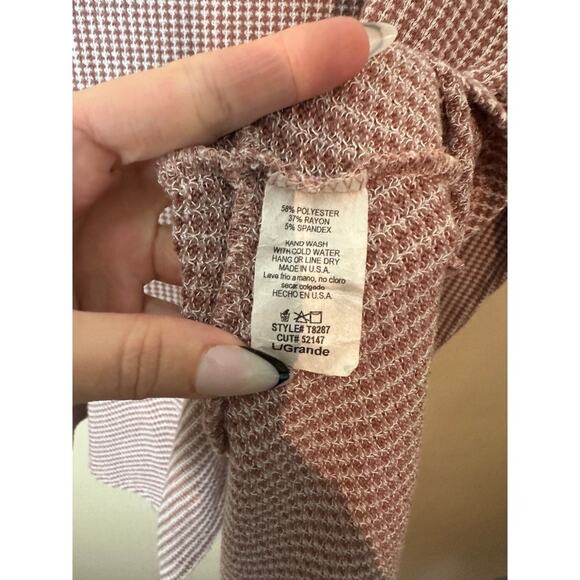 58% POLYESTER
37% RAYON
5% SPANDEX
HAND WASH
WITH COLD WATER
HANG OR LINE DRY
MADE IN U.S.A.
Lave frio a mano, no cloro
secar colgado
HECHO EN U.S.A.
STYLE# T8287
CUT# 52147
L/Grande